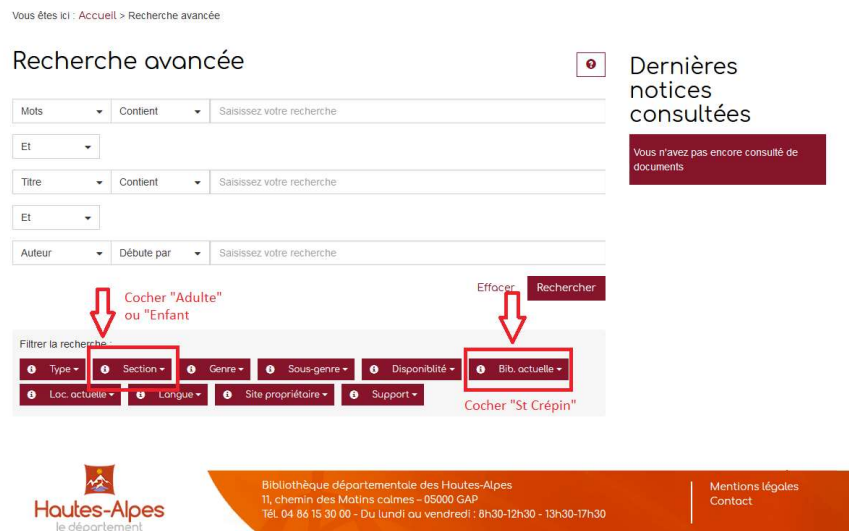 Vous êtes ici : Accueil > Recherche avancée
Recherche avancée
Mots Contient Saisissez votre recherche
Et
Titre Contient Saisissez votre recherche
Et
Auteur Débute par Saisissez votre recherche
Effacer Rechercher
Cocher "Adulte"
ou "Enfant
Filtrer la recherche :
Type Section Genre Sous-genre Disponiblité Bib. actuelle
Loc. actuelle Langue Site propriétaire Support
Cocher "St Crépin"
Dernières
notices
consultées
Vous n'avez pas encore consulté de
documents
Hautes-Alpes
le département
Bibliothèque départementale des Hautes-Alpes
11, chemin des Matins calmes – 05000 GAP
Tél. 04 86 15 30 00 - Du lundi au vendredi : 8h30-12h30 - 13h30-17h30
Mentions légales
Contact